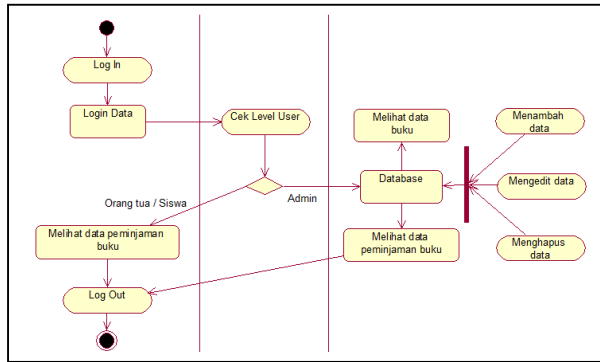 Log In
Login Data
Cek Level User
Melihat data
buku
Menambah
data
Database
Mengedit data
Orang tua / Siswa
Admin
Melihat data peminjaman
buku
Melihat data
peminjaman buku
Menghapus
data
Log Out